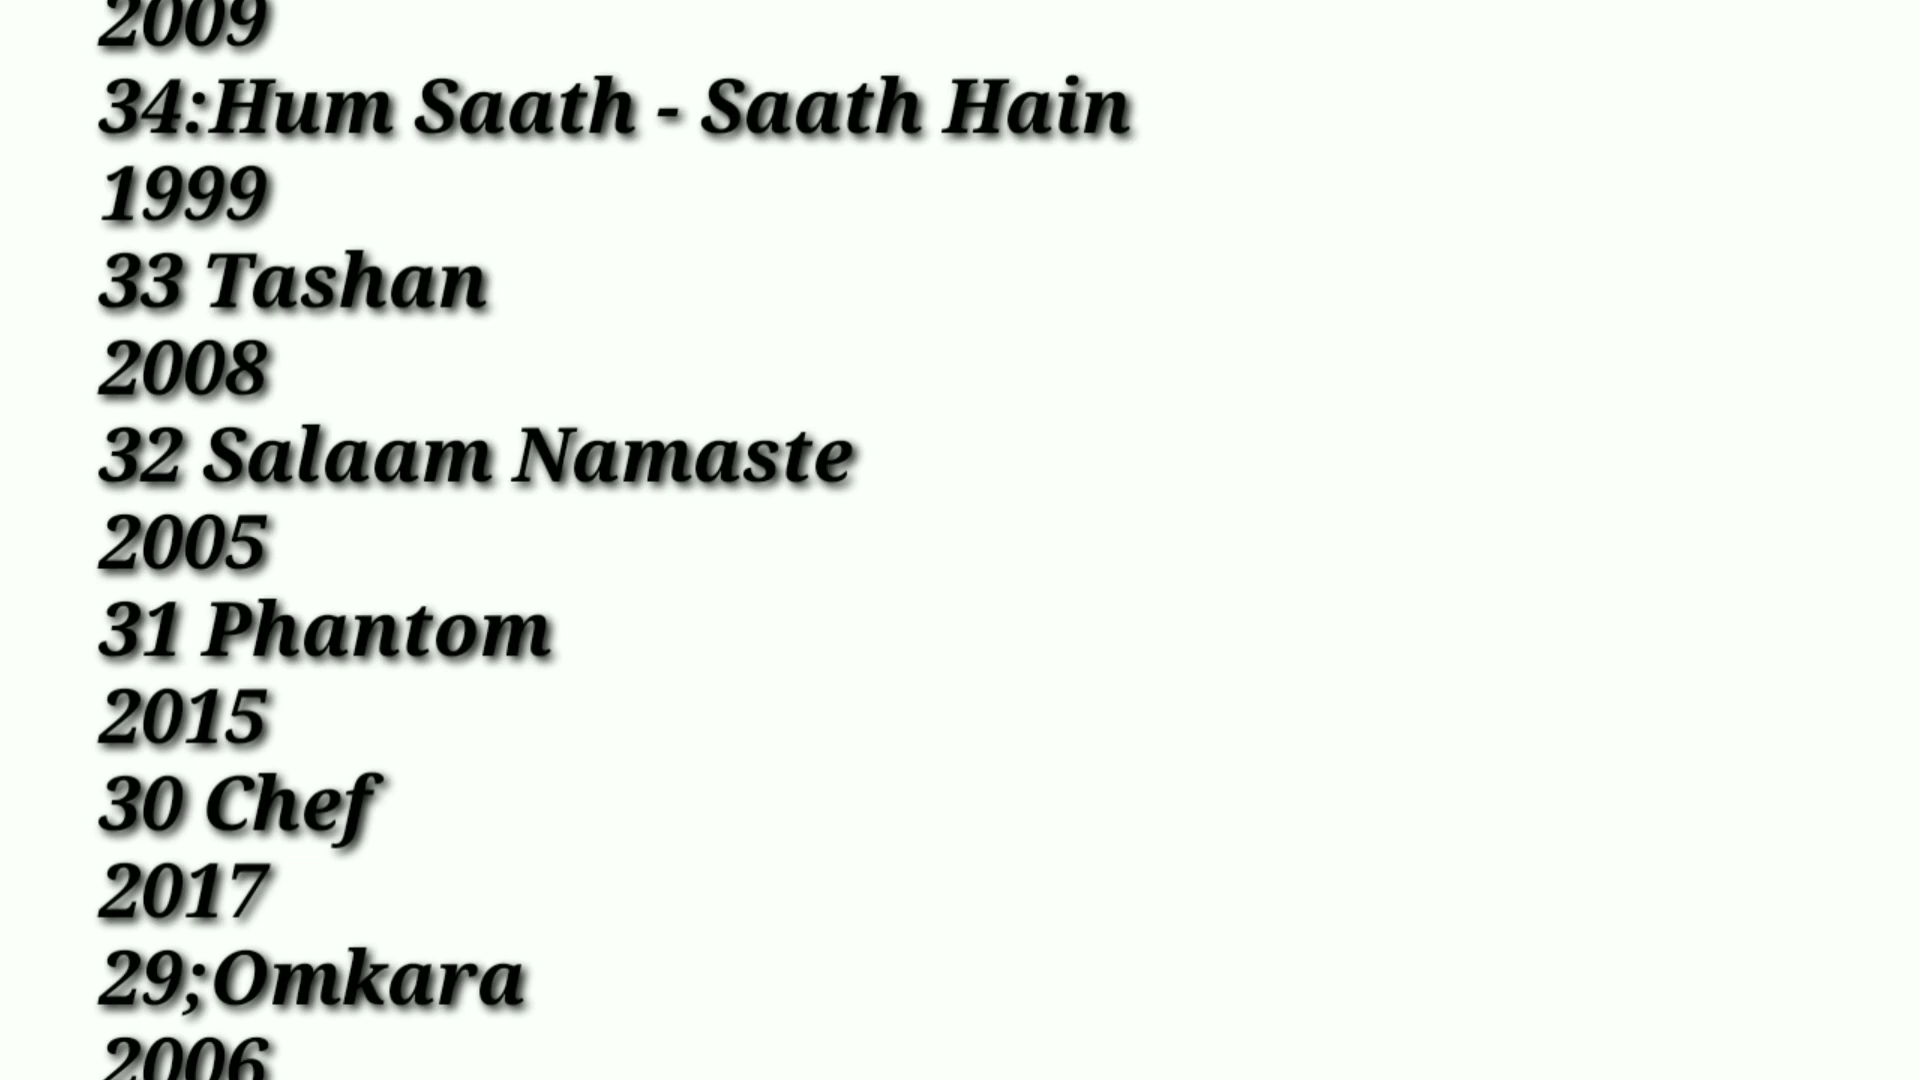 2009
34:Hum Saath - Saath Hain
1999
33 Tashan
2008
32 Salaam Namaste
2005
31 Phantom
2015
30 Chef
2017
29;Omkara
2006